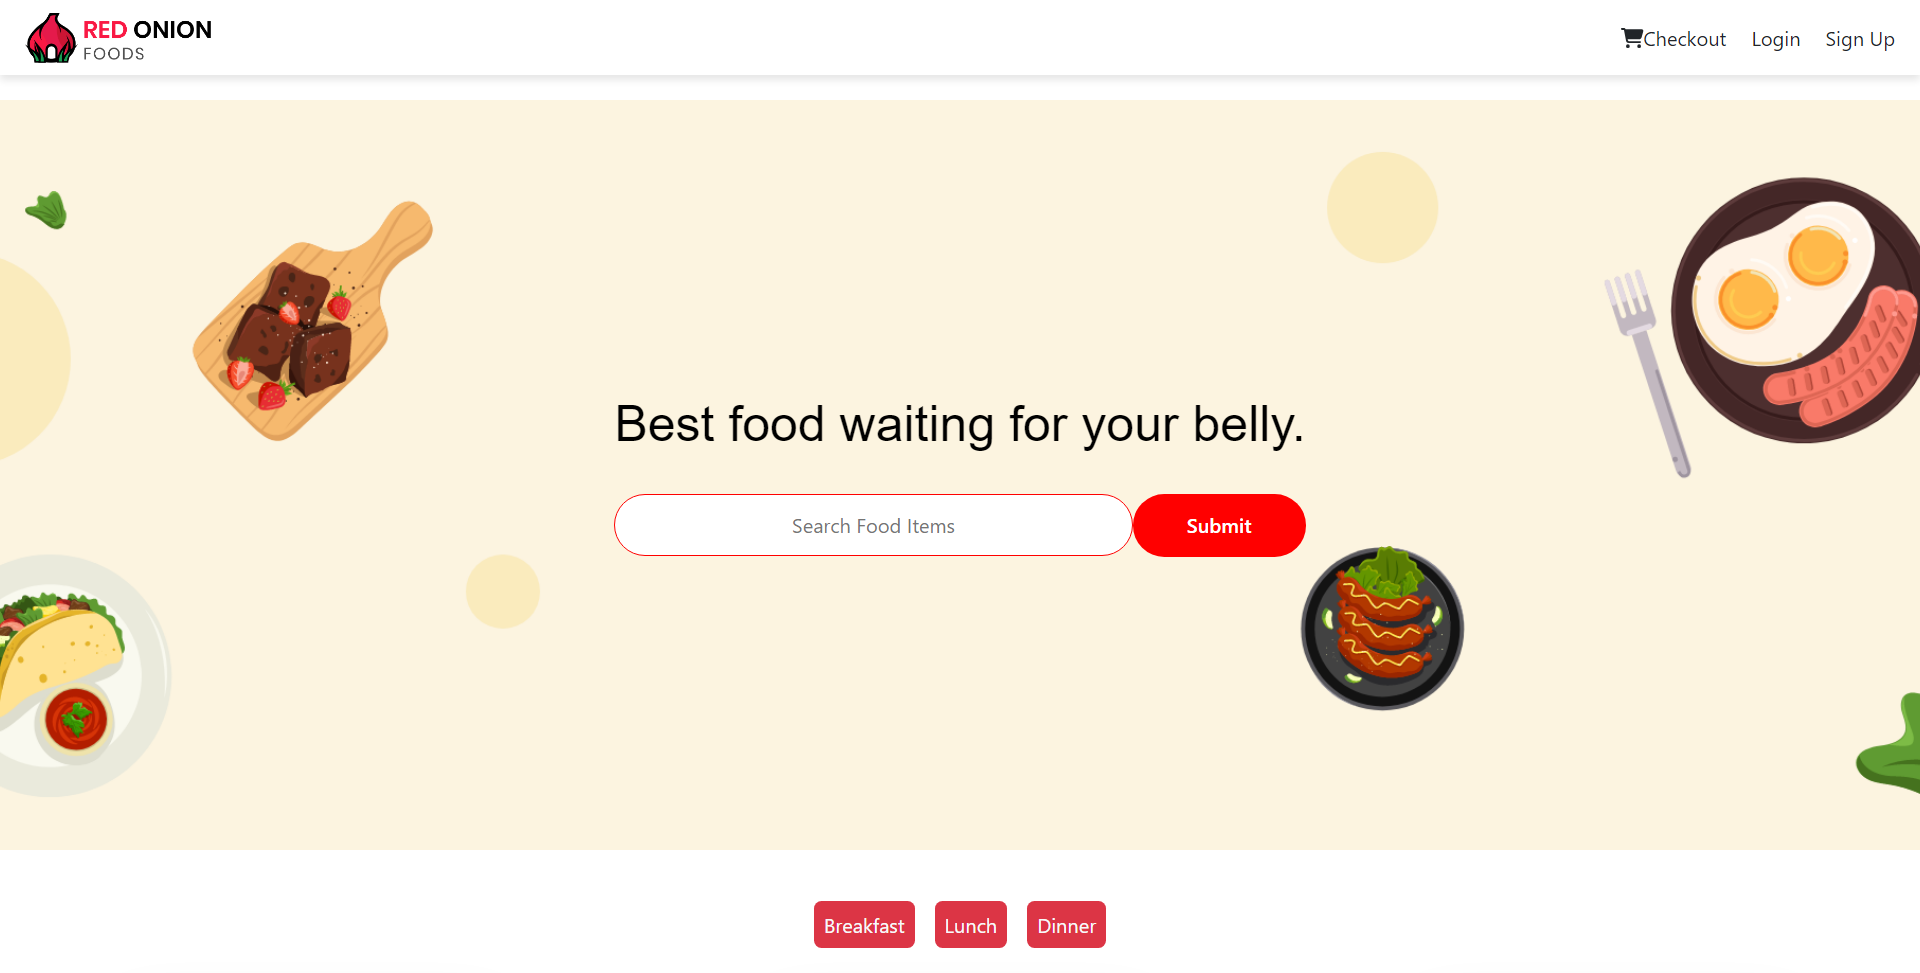 RED ONION
FOODS
Checkout Login Sign Up
Best food waiting for your belly.
Search Food Items Submit
Breakfast Lunch Dinner